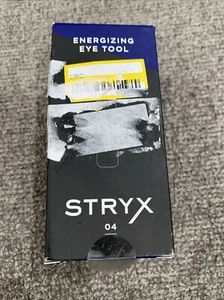 ENERGIZING
EYE TOOL
STRYX
04